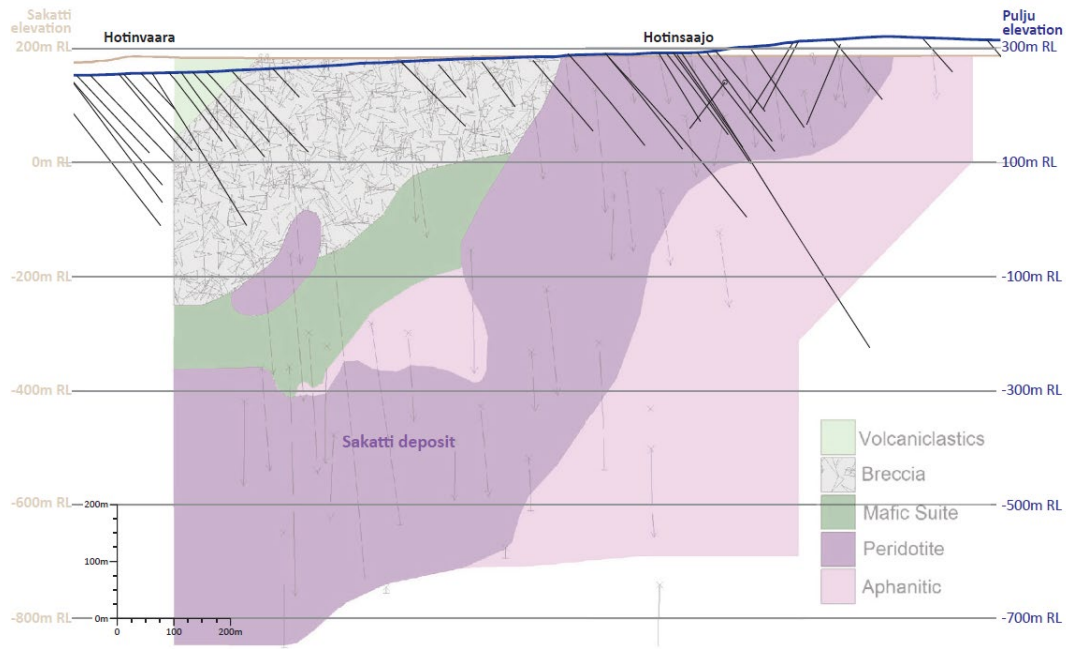 Sakatti
elevation
Hotinvaara
Hotinsaajo
Pulju
elevation
200m RL
300m RL
0m RL
100m RL
-200m RL
-100m RL
-400m RL
-300m RL
Sakatti deposit
Volcaniclastics
Breccia
Mafic Suite
Peridotite
Aphanitic
-600m RL
-500m RL
200m
100m
0m
-800m RL
-700m RL
0
100
200m